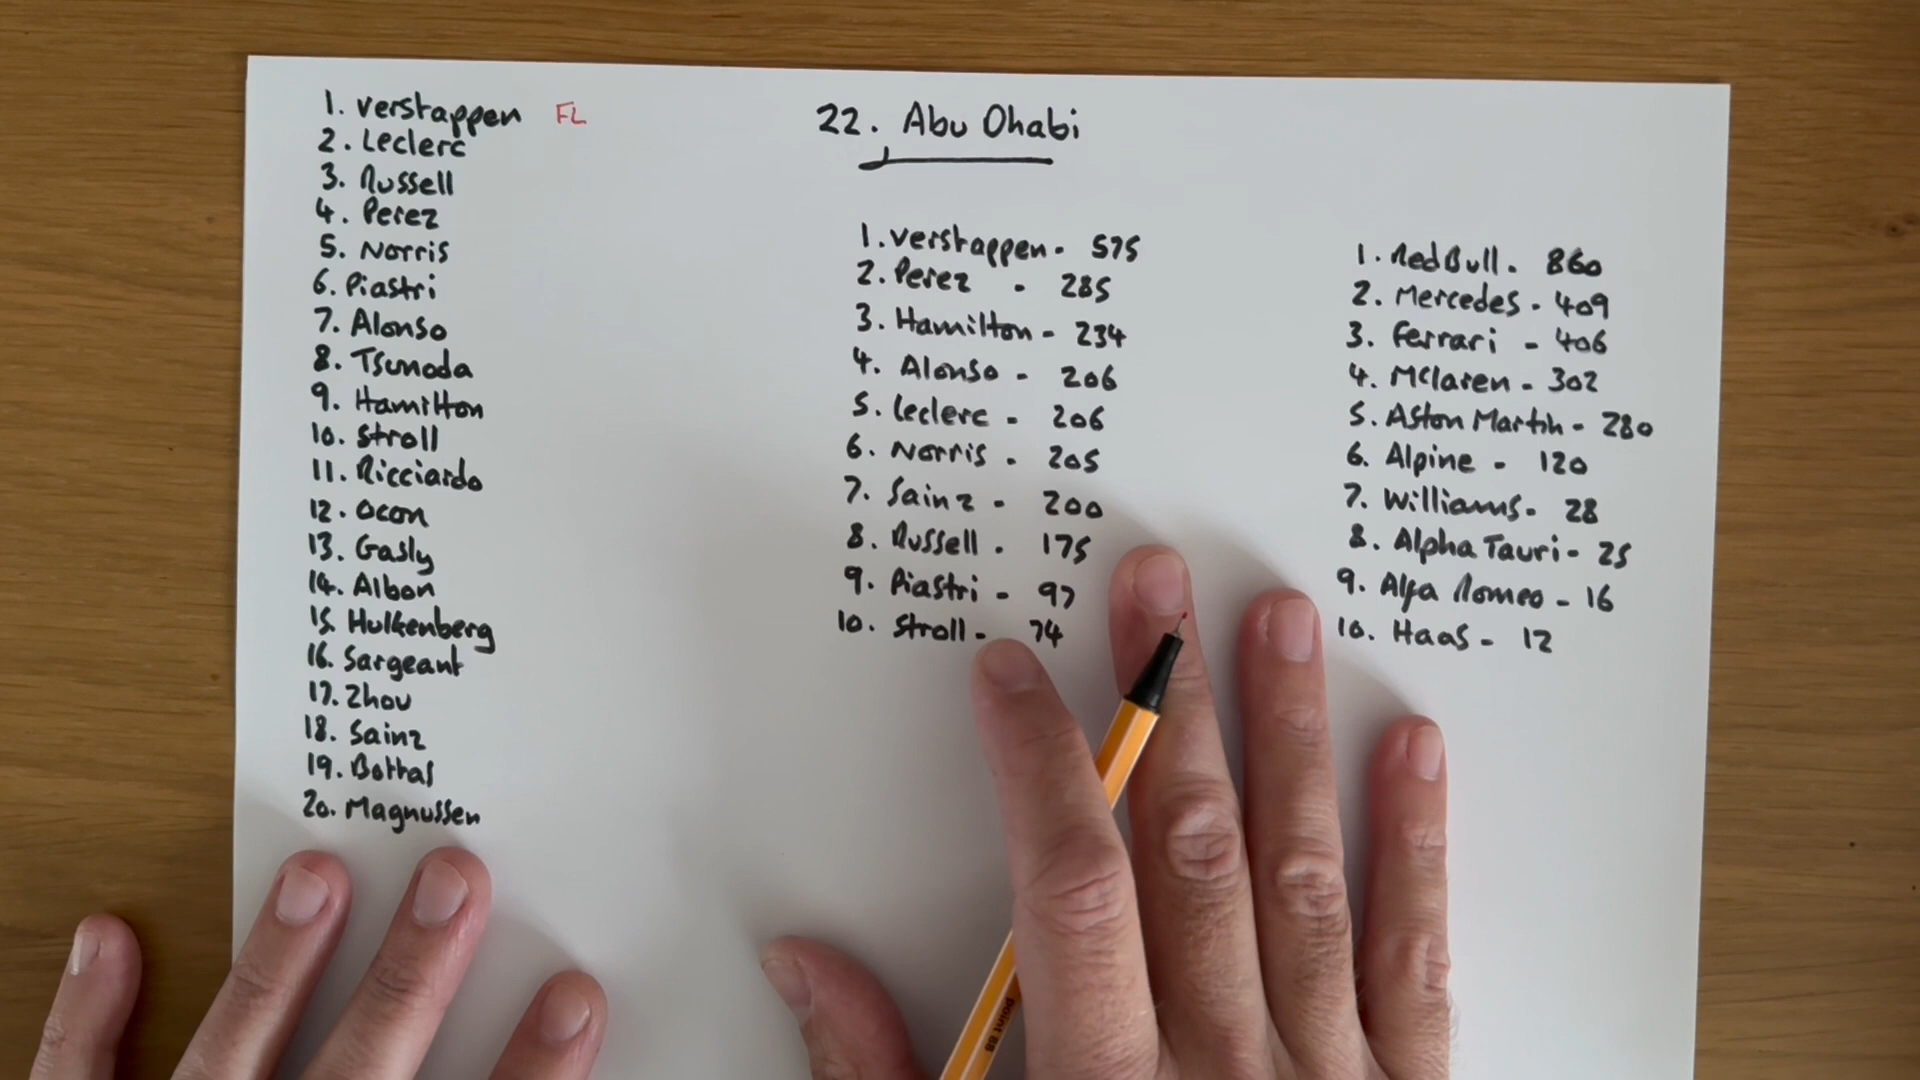 1. Verstappen FL
2. Leclerc
3. Russell
4. Perez
5. Norris
6. Piastri
7. Alonso
8. Tsunoda
9. Hamilton
10. Stroll
11. Ricciardo
12. Ocon
13. Gasly
14. Albon
15. Hulkenberg
16. Sargeant
17. Zhou
18. Sainz
19. Bottas
20. Magnussen
22. Abu Dhabi
1. Verstappen - 575
2. Perez - 285
3. Hamilton - 234
4. Alonso - 206
5. Leclerc - 206
6. Norris - 205
7. Sainz - 200
8. Russell - 175
9. Piastri - 97
10. Stroll - 74
1. Red Bull - 860
2. Mercedes - 409
3. Ferrari - 406
4. Mclaren - 302
5. Aston Martin - 280
6. Alpine - 120
7. Williams - 28
8. Alpha Tauri - 25
9. Alfa Romeo - 16
10. Haas - 12
point 88